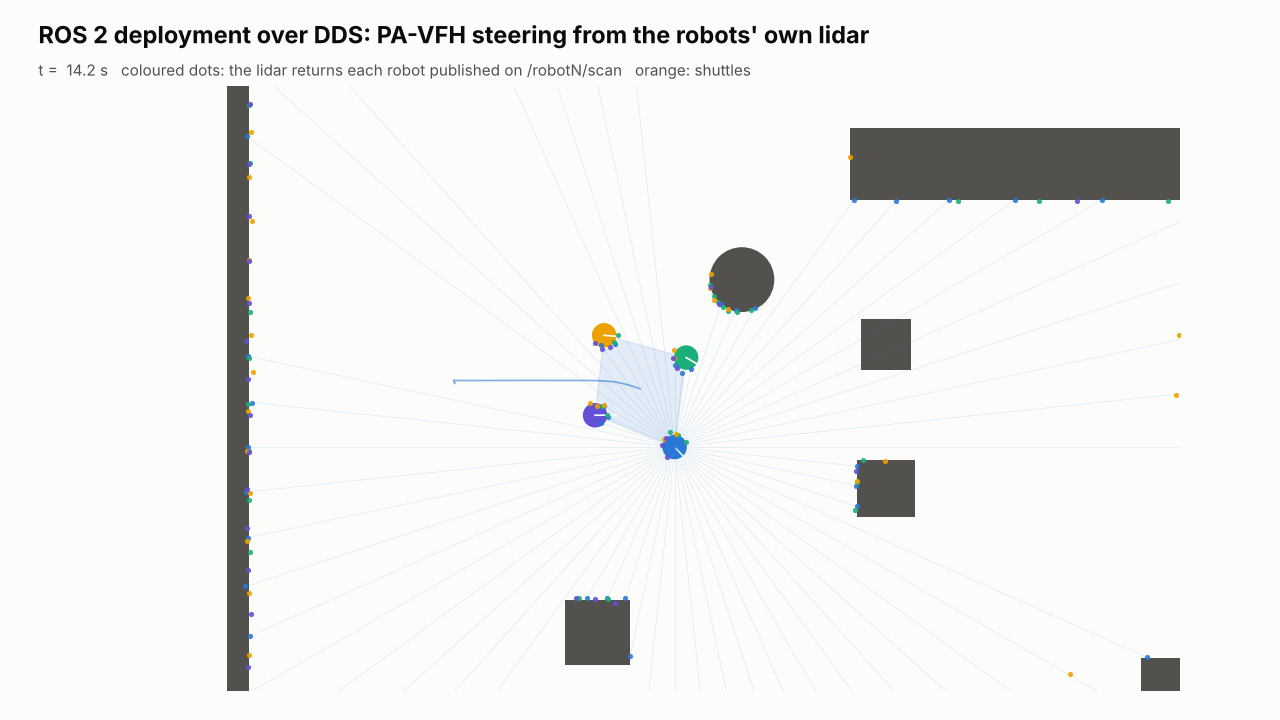 ROS 2 deployment over DDS: PA-VFH steering from the robots' own lidar
t = 14.2 s coloured dots: the lidar returns each robot published on /robotN/scan orange: shuttles